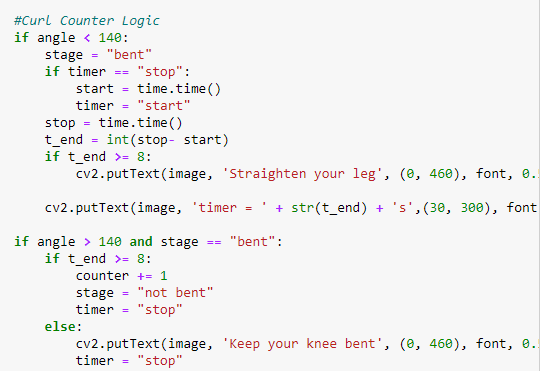 #Curl Counter Logic
if angle < 140:
    stage = "bent"
    if timer == "stop":
        start = time.time()
        timer = "start"
    stop = time.time()
    t_end = int(stop- start)
    if t_end >= 8:
        cv2.putText(image, 'Straighten your leg', (0, 460), font, 0.
    cv2.putText(image, 'timer = ' + str(t_end) + 's',(30, 300), font
if angle > 140 and stage == "bent":
    if t_end >= 8:
        counter += 1
        stage = "not bent"
        timer = "stop"
    else:
        cv2.putText(image, 'Keep your knee bent', (0, 460), font, 0.
        timer = "stop"